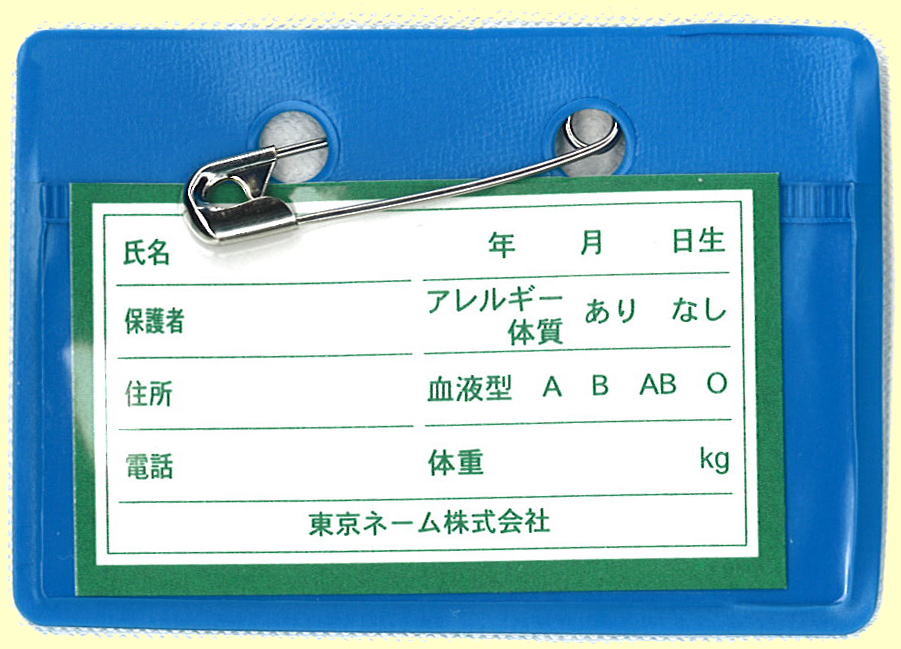 氏名 年 月 日生
保護者 アレルギー体質 あり なし
住所 血液型 A B AB O
電話 体重 kg
東京ネーム株式会社